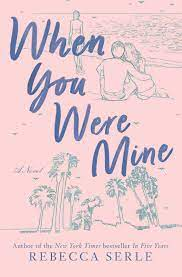 When
You
Were
Mine
A Novel
Author of the New York Times bestseller In Five Years
REBECCA SERLE